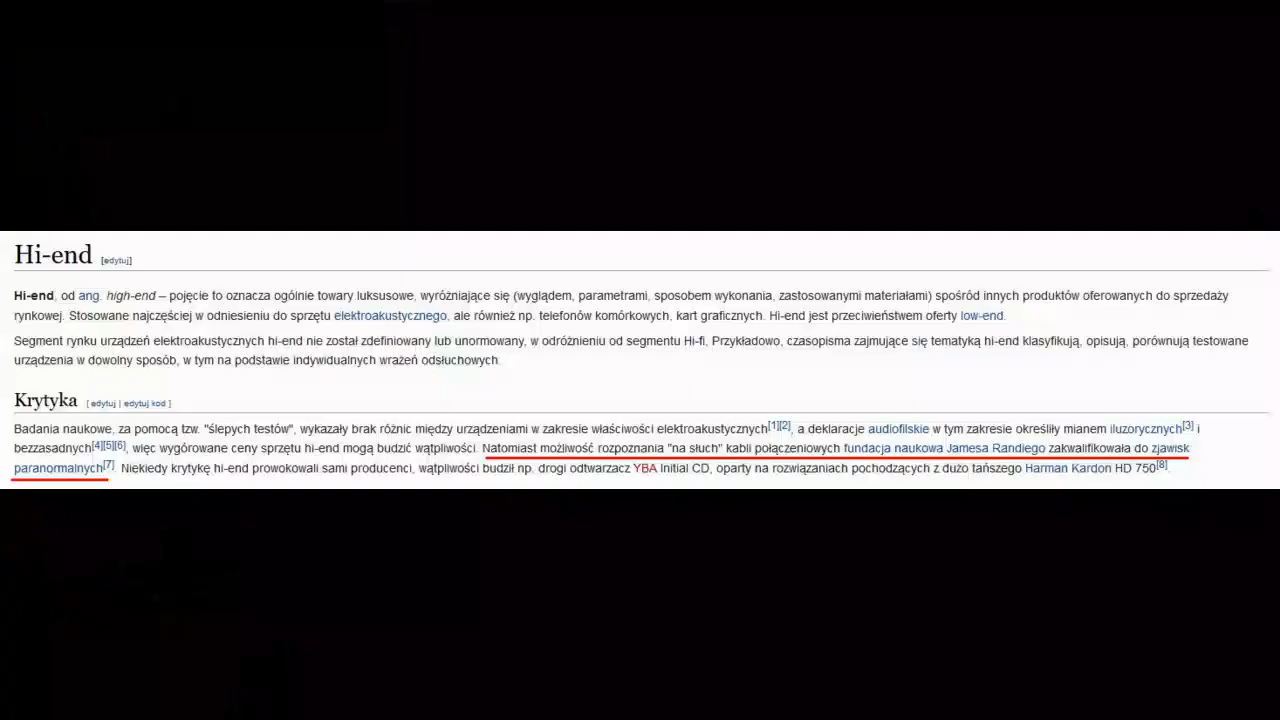 Hi-end [edytuj]
Hi-end, od ang. high-end – pojęcie to oznacza ogólnie towary luksusowe, wyróżniające się (wyglądem, parametrami, sposobem wykonania, zastosowanymi materiałami) spośród innych produktów oferowanych do sprzedaży
rynkowej. Stosowane najczęściej w odniesieniu do sprzętu elektroakustycznego, ale również np. telefonów komórkowych, kart graficznych. Hi-end jest przeciwieństwem oferty low-end.
Segment rynku urządzeń elektroakustycznych hi-end nie został zdefiniowany lub unormowany, w odróżnieniu od segmentu Hi-fi. Przykładowo, czasopisma zajmujące się tematyką hi-end klasyfikują, opisują, porównują testowane
urządzenia w dowolny sposób, w tym na podstawie indywidualnych wrażeń odsłuchowych.
Krytyka [ edytuj | edytuj kod ]
Badania naukowe, za pomocą tzw. "ślepych testów", wykazały brak różnic między urządzeniami w zakresie właściwości elektroakustycznych[1][2], a deklaracje audiofilskie w tym zakresie określiły mianem iluzorycznych[3] i
bezzasadnych[4][5][6], więc wygórowane ceny sprzętu hi-end mogą budzić wątpliwości. Natomiast możliwość rozpoznania "na słuch" kabli połączeniowych fundacja naukowa Jamesa Randiego zakwalifikowała do zjawisk
paranormalnych[7]. Niekiedy krytykę hi-end prowokowali sami producenci, wątpliwości budził np. drogi odtwarzacz YBA Initial CD, oparty na rozwiązaniach pochodzących z dużo tańszego Harman Kardon HD 750[8].